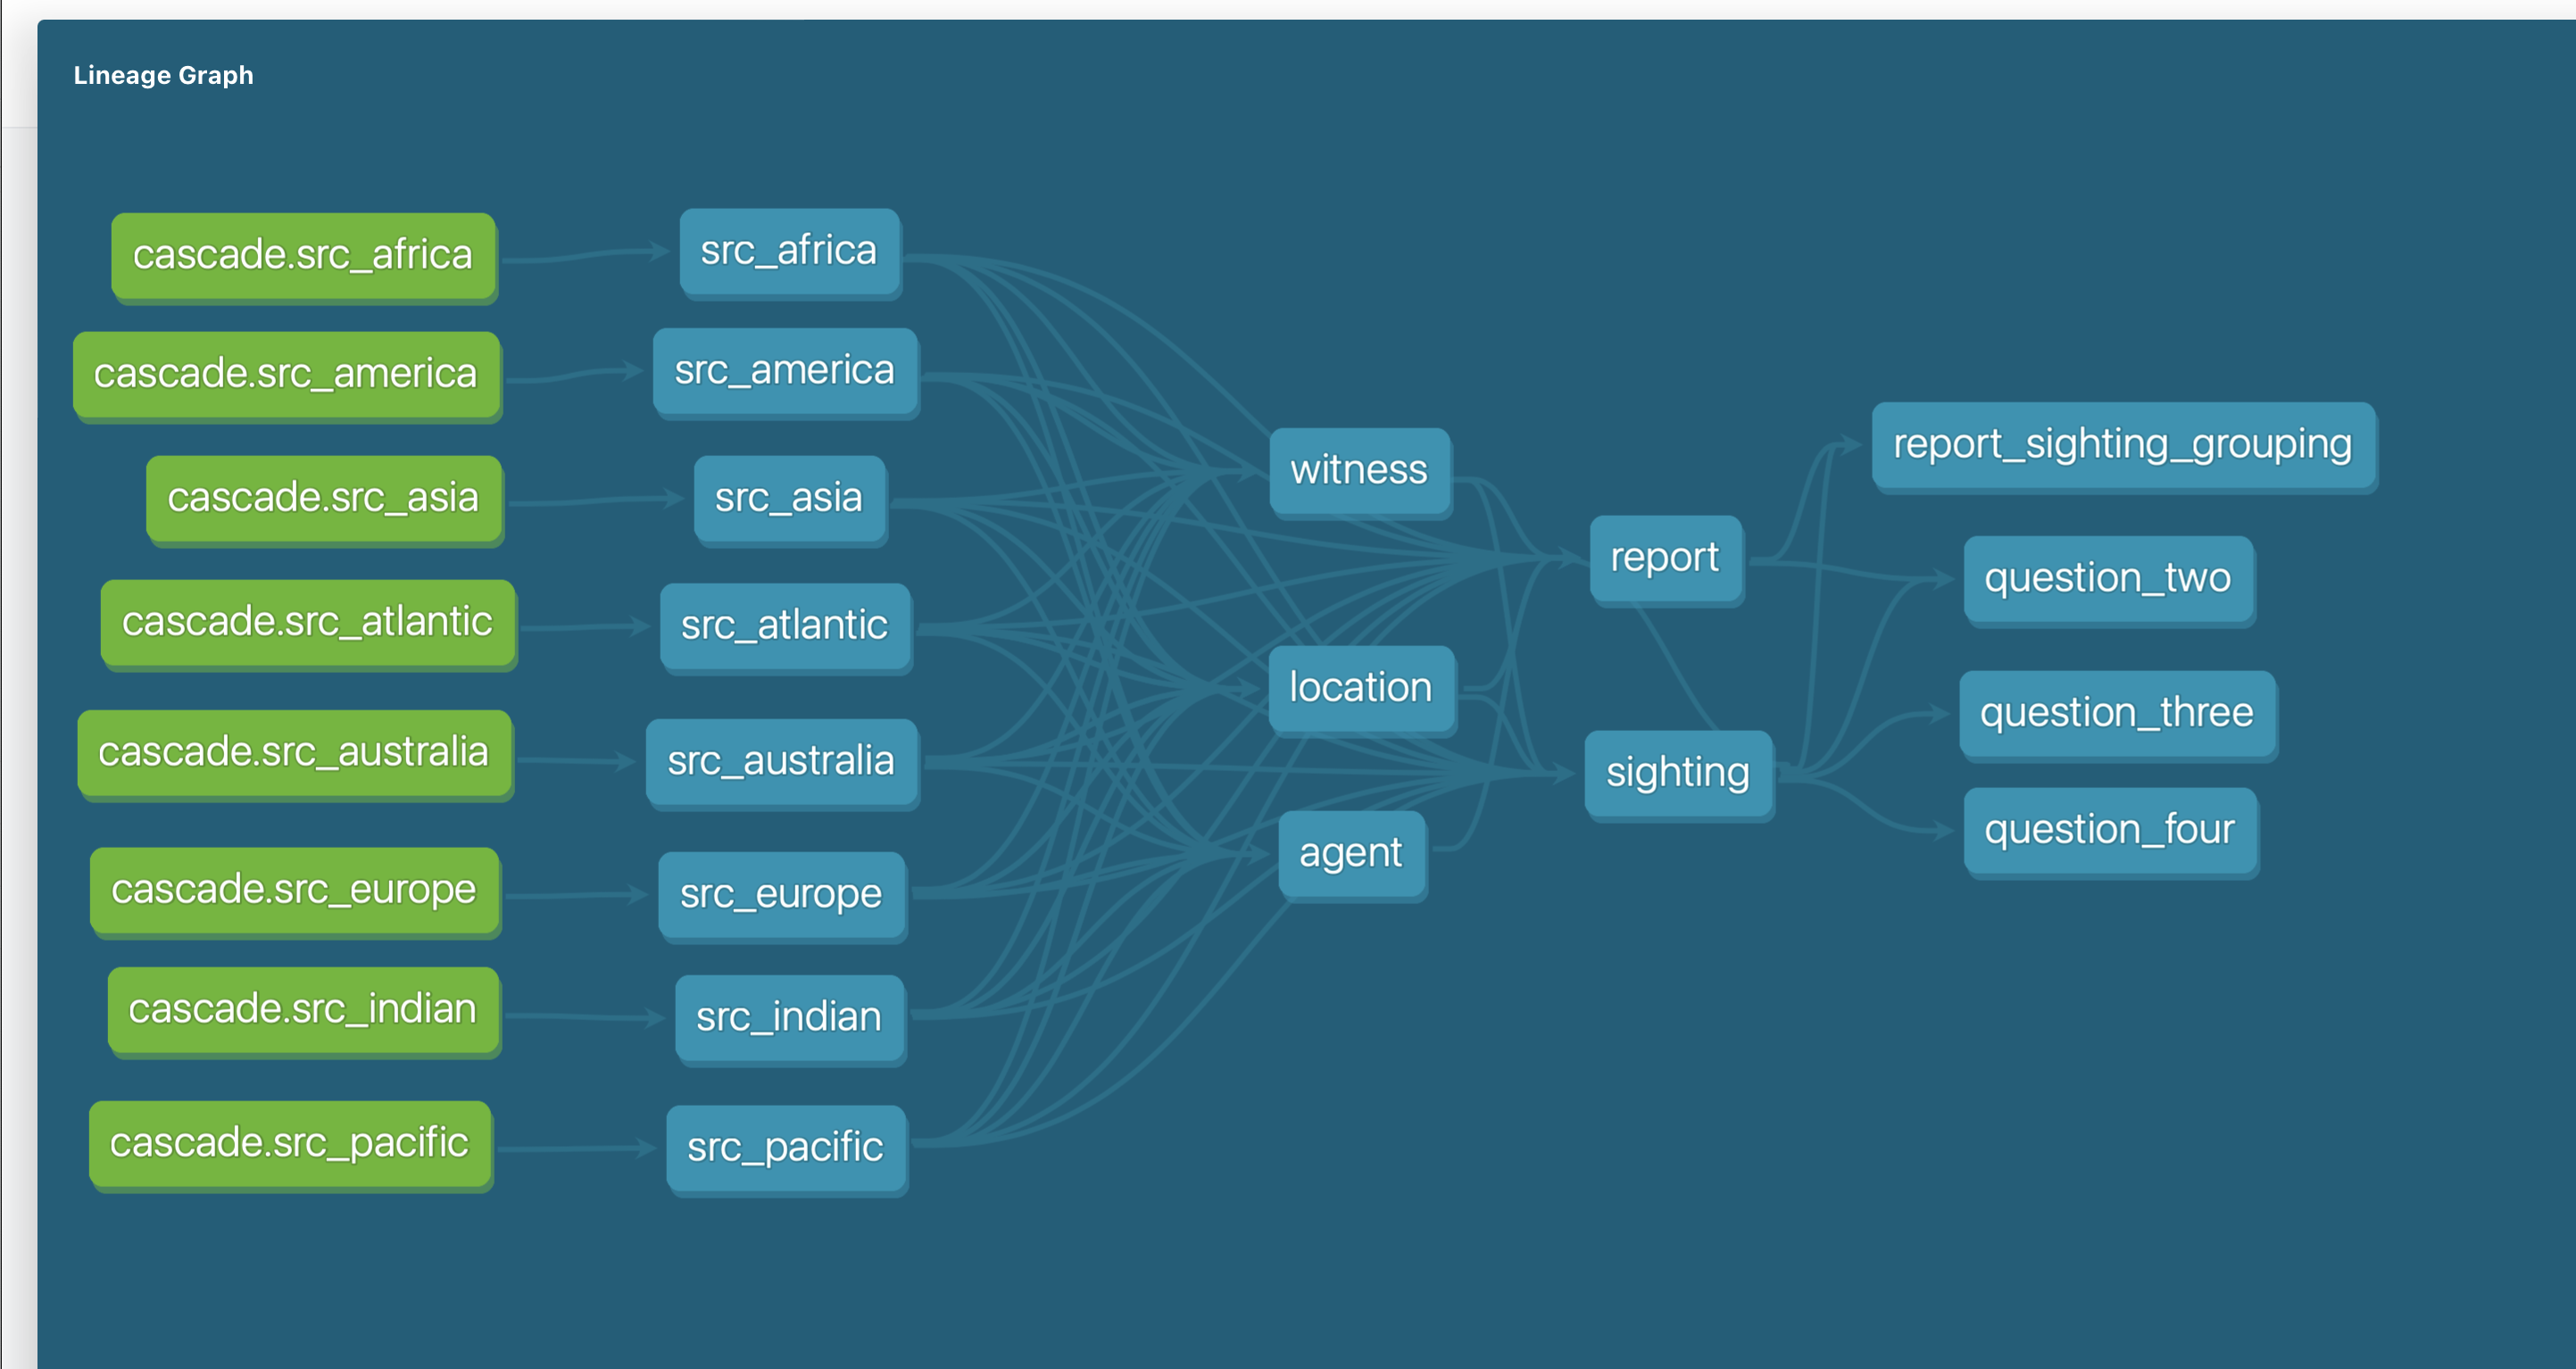 Lineage Graph
cascade.src_africa
cascade.src_america
cascade.src_asia
cascade.src_atlantic
cascade.src_australia
cascade.src_europe
cascade.src_indian
cascade.src_pacific
src_africa
src_america
src_asia
src_atlantic
src_australia
src_europe
src_indian
src_pacific
witness
location
agent
report
sighting
report_sighting_grouping
question_two
question_three
question_four